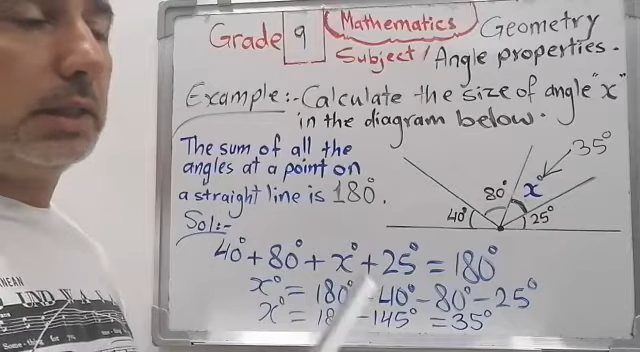 Grade 9 Mathematics Geometry
Subject/Angle properties.
Example:- Calculate the size of angle "x"
in the diagram below.
The sum of all the
angles at a point on
a straight line is 180°.
35°
80° x°
40° 25°
Sol:-
40° + 80° + x° + 25° = 180°
x° = 180° - 40° - 80° - 25°
x° = 18 - 145° = 35°